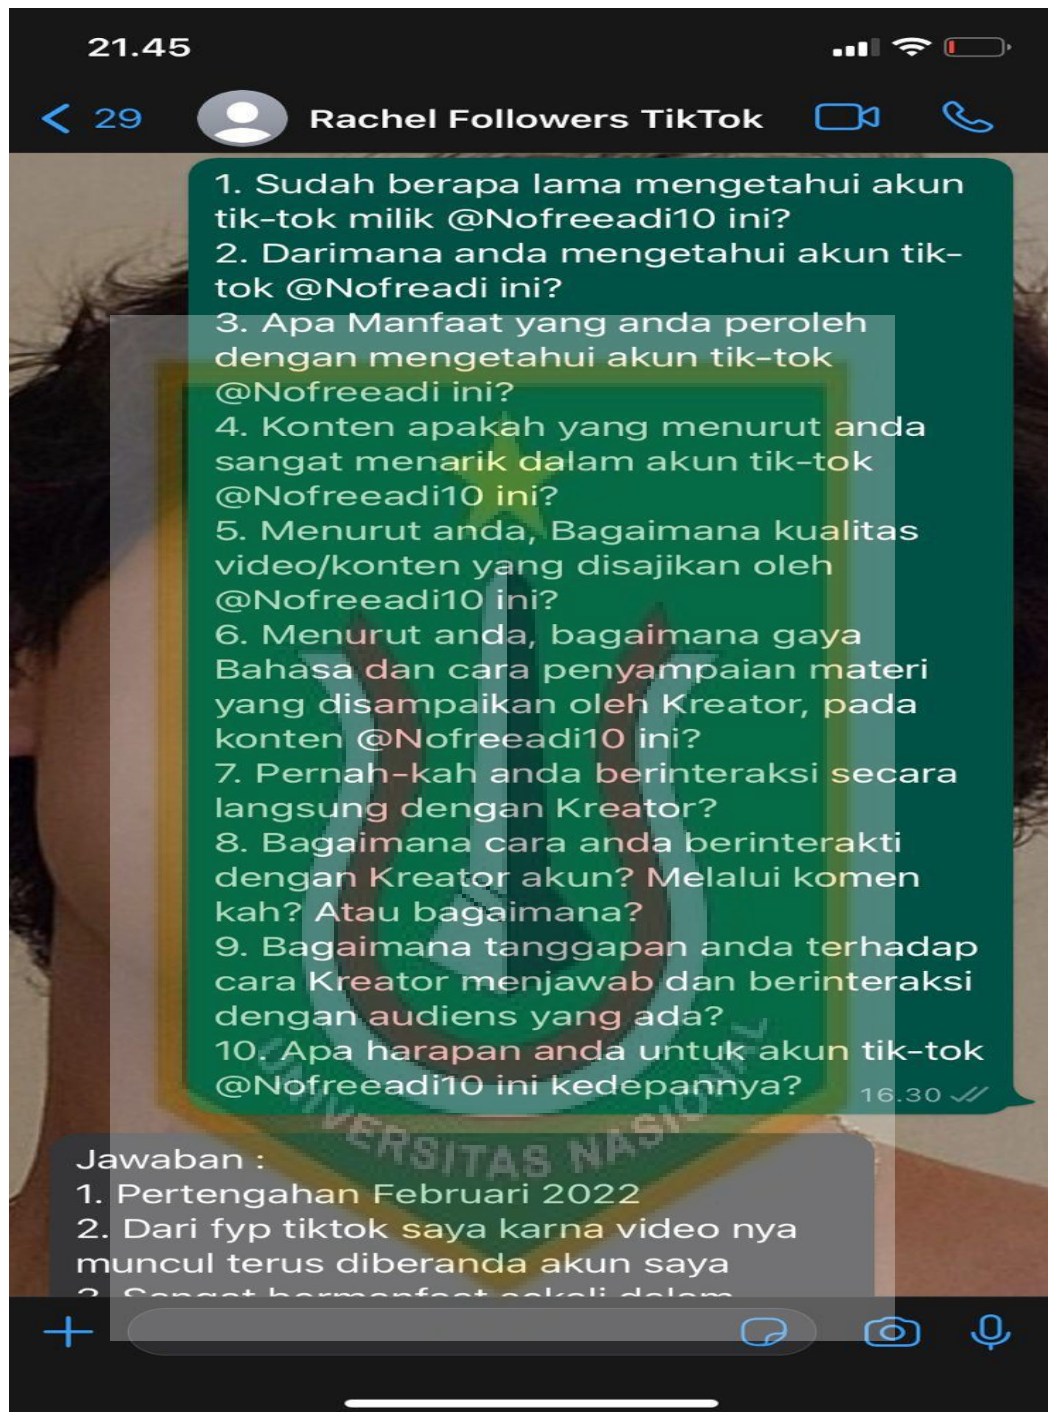 21.45
29
Rachel Followers TikTok
1. Sudah berapa lama mengetahui akun
tik-tok milik @Nofreeadi10 ini?
2. Darimana anda mengetahui akun tik-
tok @Nofreadi ini?
3. Apa Manfaat yang anda peroleh
dengan mengetahui akun tik-tok
@Nofreeadi ini?
4. Konten apakah yang menurut anda
sangat menarik dalam akun tik-tok
@Nofreeadi10 ini?
5. Menurut anda, Bagaimana kualitas
video/konten yang disajikan oleh
@Nofreeadi10 ini?
6. Menurut anda, bagaimana gaya
Bahasa dan cara penyampaian materi
yang disampaikan oleh Kreator, pada
konten @Nofreeadi10 ini?
7. Pernah-kah anda berinteraksi secara
langsung dengan Kreator?
8. Bagaimana cara anda berinterakti
dengan Kreator akun? Melalui komen
kah? Atau bagaimana?
9. Bagaimana tanggapan anda terhadap
cara Kreator menjawab dan berinteraksi
dengan audiens yang ada?
10. Apa harapan anda untuk akun tik-tok
@Nofreeadi10 ini kedepannya?
16.30
UNIVERSITAS NASIONAL
Jawaban :
1. Pertengahan Februari 2022
2. Dari fyp tiktok saya karna video nya
muncul terus diberanda akun saya
3. Sangat bermanfaat sekali dalam